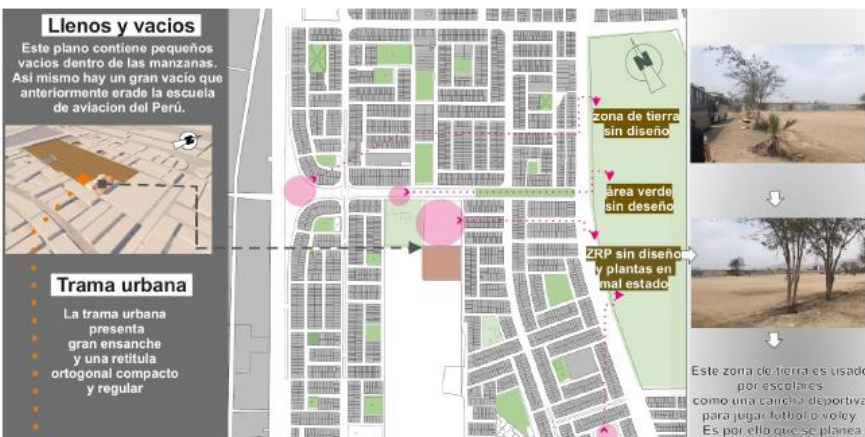 Llenos y vacios
Este plano contiene pequeños
vacios dentro de las manzanas.
Asi mismo hay un gran vacio que
anteriormente erade la escuela
de aviacion del Perú.
N
Trama urbana
La trama urbana
presenta
gran ensanche
y una retitula
ortogonal compacto
y regular
N
zona de tierra
sin diseño
área verde
sin deseño
ZRP sin diseño
y plantas en
mal estado
Este zona de tierra es usado
por escolares
como una cancha deportiva
para jugar futbol o voley.
Es por ello que se planea